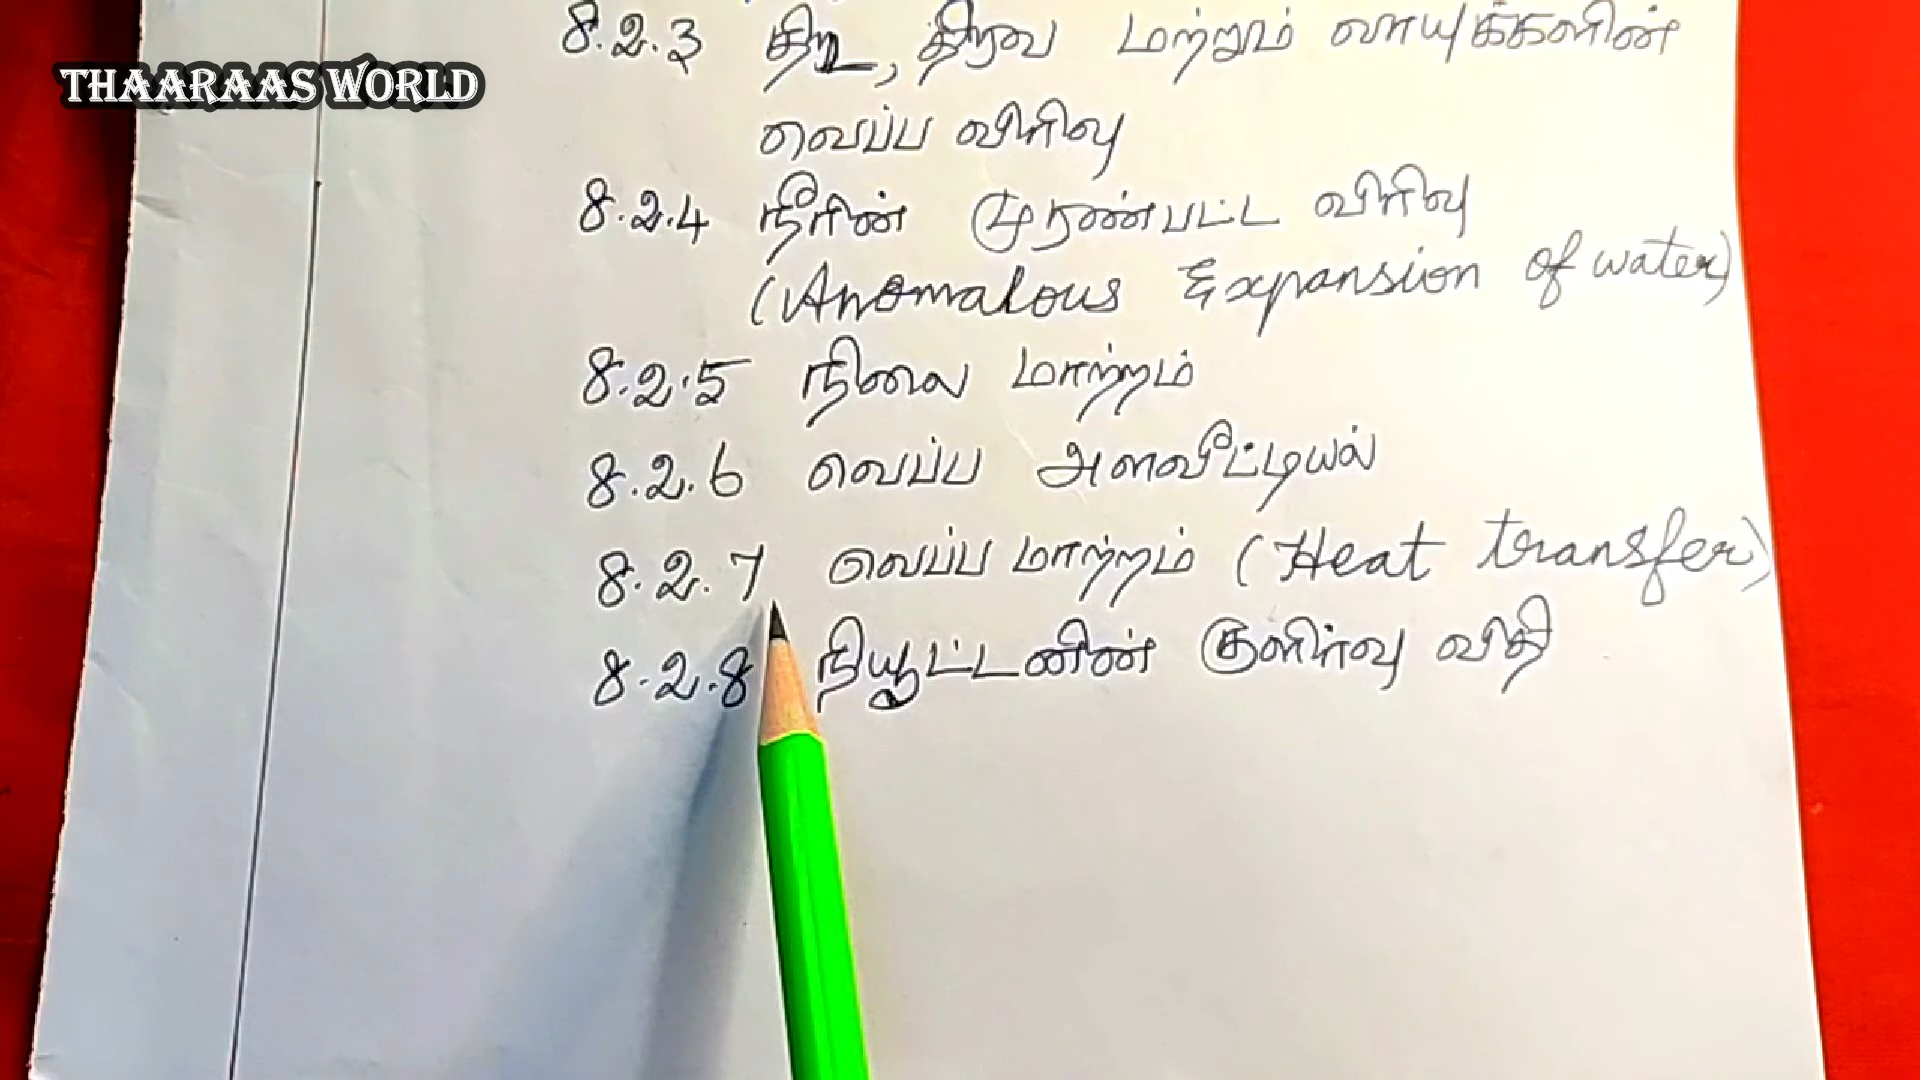 THAARAAS WORLD
8.2.3 திட, திரவ மற்றும் வாயுக்களின்
வெப்ப விரிவு
8.2.4 நீரின் முரண்பட்ட விரிவு
(Anomalous Expansion of water)
8.2.5 நிலை மாற்றம்
8.2.6 வெப்ப அளவீட்டியல்
8.2.7 வெப்ப மாற்றம் (Heat transfer)
8.2.8 நியூட்டனின் குளிர்வு விதி